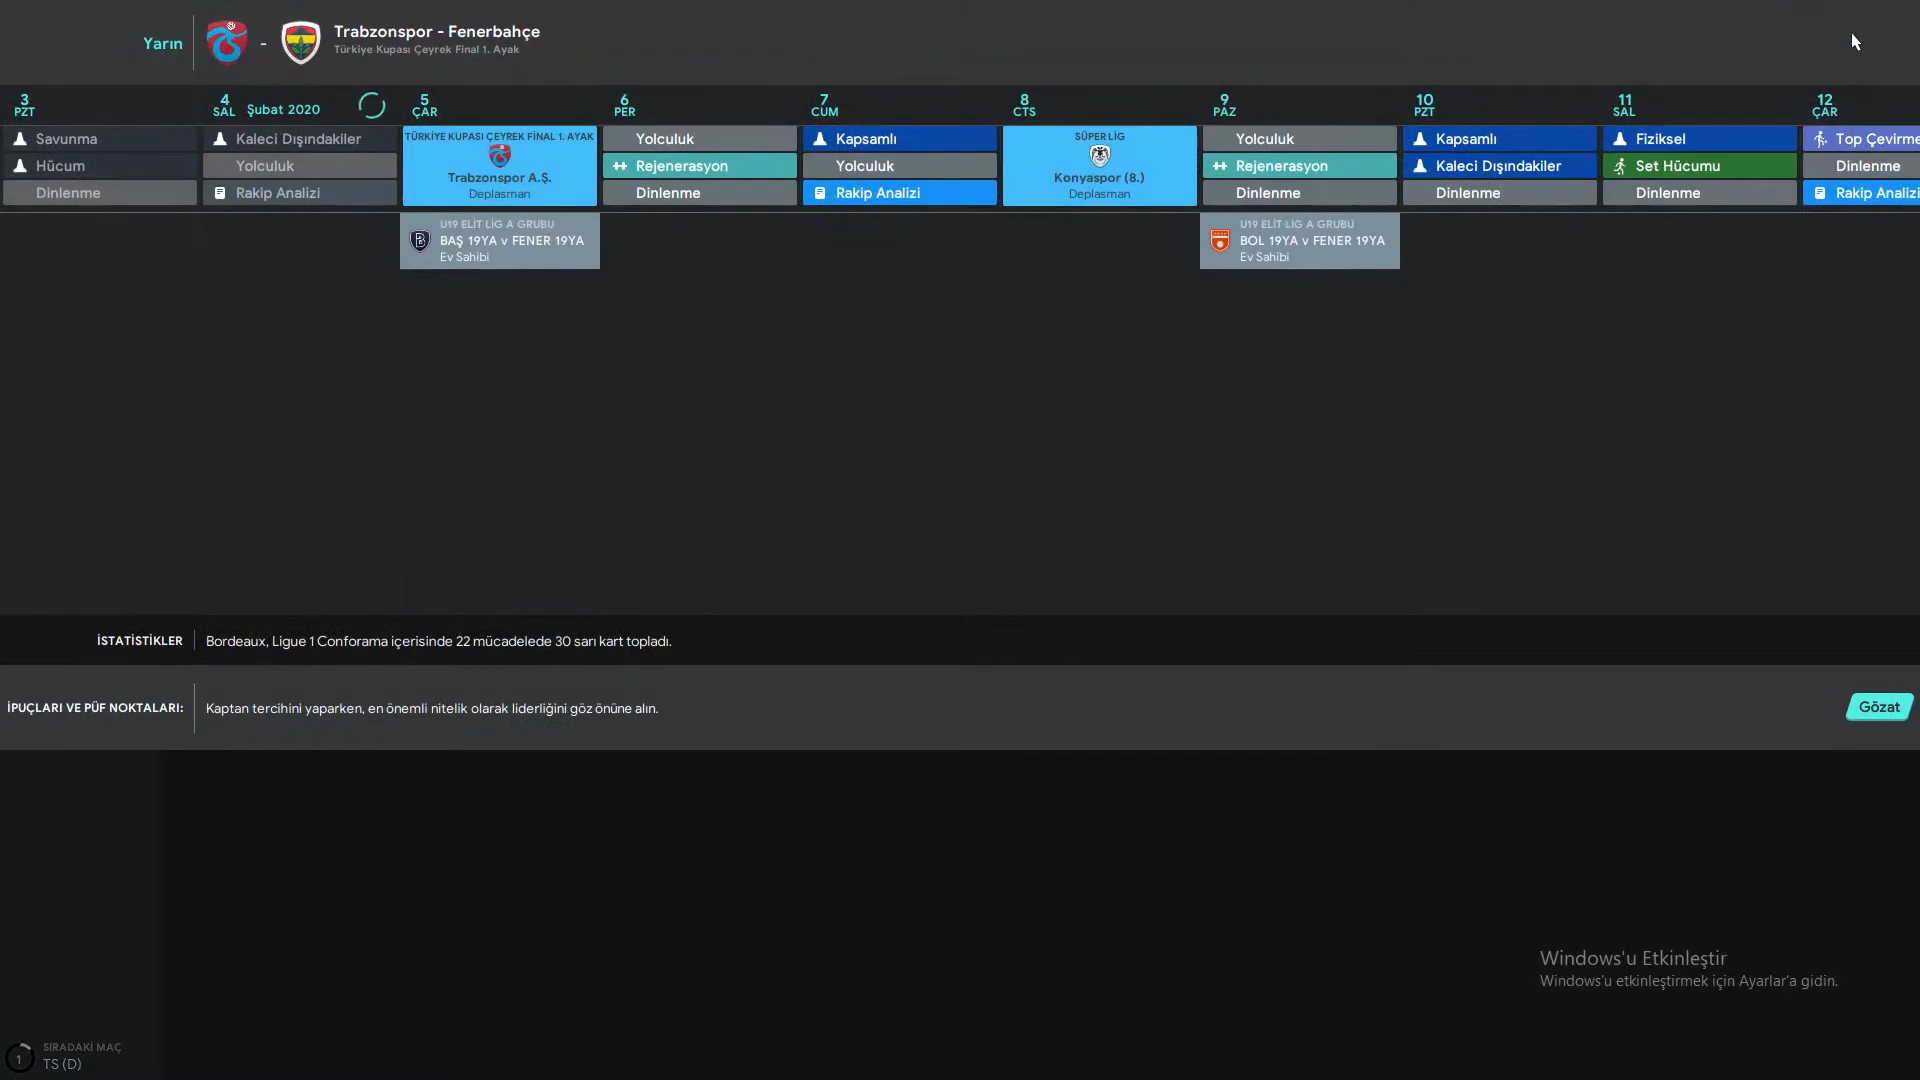 Yarın
Trabzonspor - Fenerbahçe
Türkiye Kupası Çeyrek Final 1. Ayak
3 PZT
4 SAL Şubat 2020
5 ÇAR
6 PER
7 CUM
8 CTS
9 PAZ
10 PZT
11 SAL
12 ÇAR
Savunma
Hücum
Dinlenme
Kaleci Dışındakiler
Yolculuk
Rakip Analizi
TÜRKİYE KUPASI ÇEYREK FİNAL 1. AYAK
Trabzonspor A.Ş.
Deplasman
Yolculuk
Rejenerasyon
Dinlenme
Kapsamlı
Yolculuk
Rakip Analizi
SÜPER LİG
Konyaspor (8.)
Deplasman
Yolculuk
Rejenerasyon
Dinlenme
Kapsamlı
Kaleci Dışındakiler
Dinlenme
Fiziksel
Set Hücumu
Dinlenme
Top Çevirme
Dinlenme
Rakip Analizi
U19 ELİT LİG A GRUBU
BAŞ 19YA v FENER 19YA
Ev Sahibi
U19 ELİT LİG A GRUBU
BOL 19YA v FENER 19YA
Ev Sahibi
İSTATİSTİKLER
Bordeaux, Ligue 1 Conforama içerisinde 22 mücadelede 30 sarı kart topladı.
İPUÇLARI VE PÜF NOKTALARI:
Kaptan tercihini yaparken, en önemli nitelik olarak liderliğini göz önüne alın.
Gözat
Windows'u Etkinleştir
Windows'u etkinleştirmek için Ayarlar'a gidin.
1
SIRADAKİ MAÇ
TS (D)